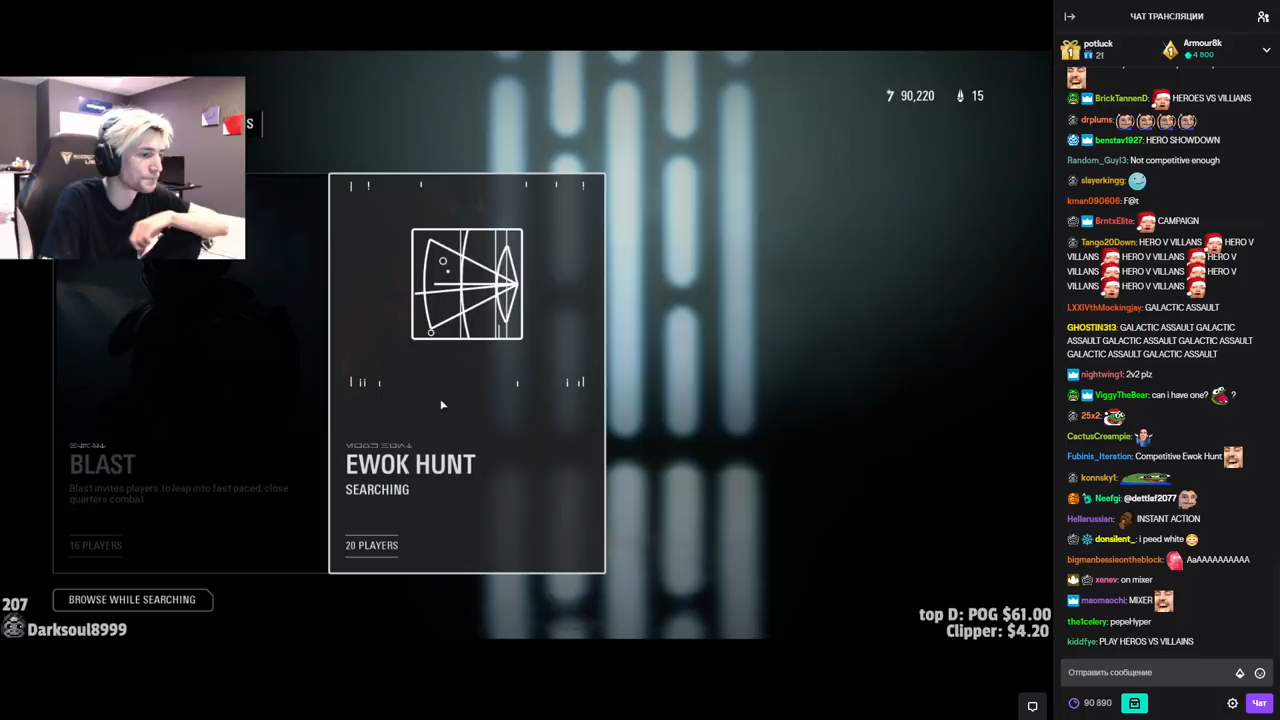 90,220
15
S
BLAST
Blast invites players to leap into fast paced, close
quarters combat
16 PLAYERS
EWOK HUNT
SEARCHING
20 PLAYERS
BROWSE WHILE SEARCHING
207
Darksoul8999
top D: POG $61.00
Clipper: $4.20
ЧАТ ТРАНСЛЯЦИИ
potluck
21
Armour8k
4 800
BrickTannenD: HEROES VS VILLIANS
drplums:
benstav1927: HERO SHOWDOWN
Random_Guyl3: Not competitive enough
slayerkingg:
kman090606: F@t
BrntxElite: CAMPAIGN
Tango20Down: HERO V VILLANS HERO V
VILLANS HERO V VILLANS HERO V
VILLANS HERO V VILLANS HERO V
VILLANS HERO V VILLANS
LXXIVthMockingjay: GALACTIC ASSAULT
GHOSTIN313: GALACTIC ASSAULT GALACTIC
ASSAULT GALACTIC ASSAULT GALACTIC ASSAULT
GALACTIC ASSAULT GALACTIC ASSAULT
nightwing1: 2v2 plz
ViggyTheBear: can i have one? ?
25x2:
CactusCreampie:
Fubinis_Iteration: Competitive Ewok Hunt
konnsky1:
Neefgi: @dettlaf2077
Hellarussian: INSTANT ACTION
donsilent_: i peed white
bigmanbessieontheblock: AaAAAAAAAAA
xenev: on mixer
maomaochi: MIXER
the1celery: pepeHyper
kiddfye: PLAY HEROS VS VILLAINS
Отправить сообщение
90 890
Чат